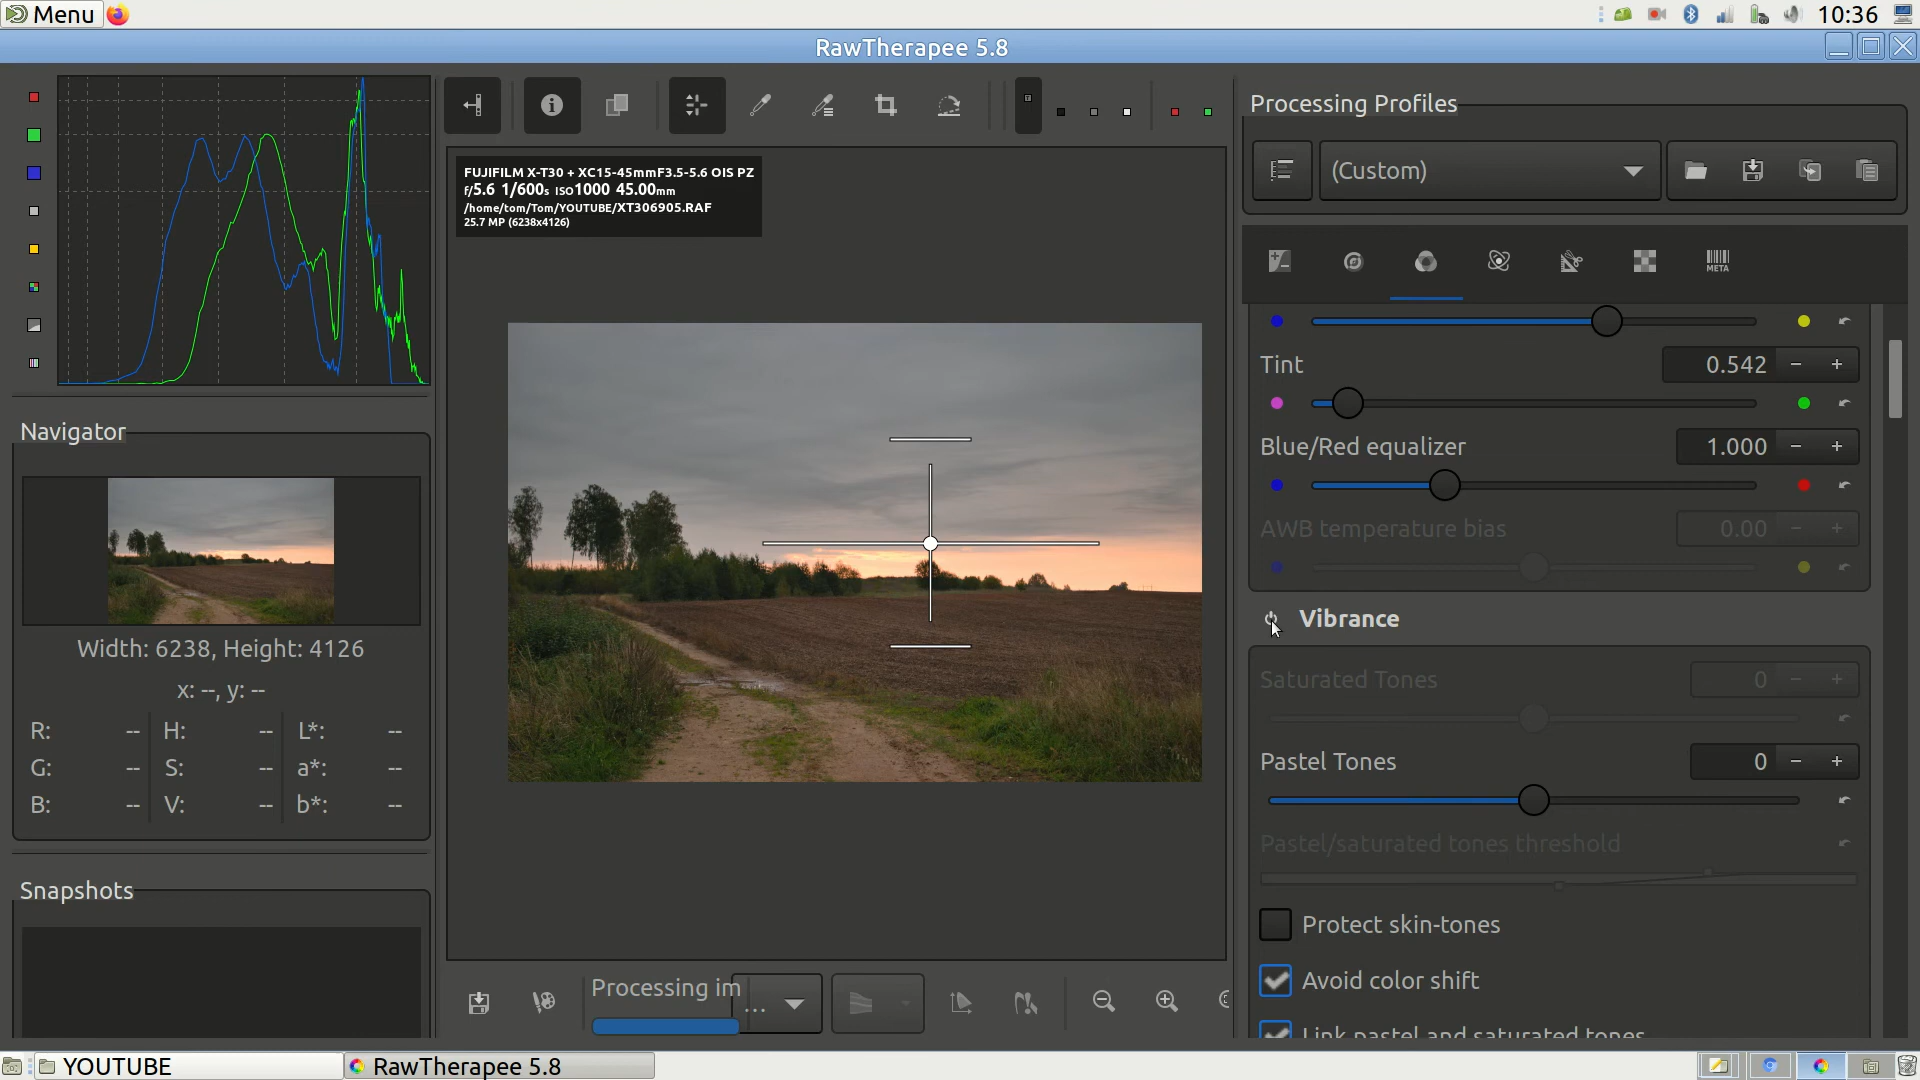 Menu
10:36
RawTherapee 5.8
FUJIFILM X-T30 + XC15-45mmF3.5-5.6 OIS PZ
f/5.6 1/600s ISO1000 45.00mm
/home/tom/Tom/YOUTUBE/XT306905.RAF
25.7 MP (6238x4126)
Navigator
Width: 6238, Height: 4126
x: --, y: --
R: -- H: -- L*: --
G: -- S: -- a*: --
B: -- V: -- b*: --
Snapshots
Processing im
...
Processing Profiles
(Custom)
META
Tint 0.542 − +
Blue/Red equalizer 1.000 − +
AWB temperature bias 0.00 − +
Vibrance
Saturated Tones 0 − +
Pastel Tones 0 − +
Pastel/saturated tones threshold
Protect skin-tones
Avoid color shift
Link pastel and saturated tones
YOUTUBE
RawTherapee 5.8